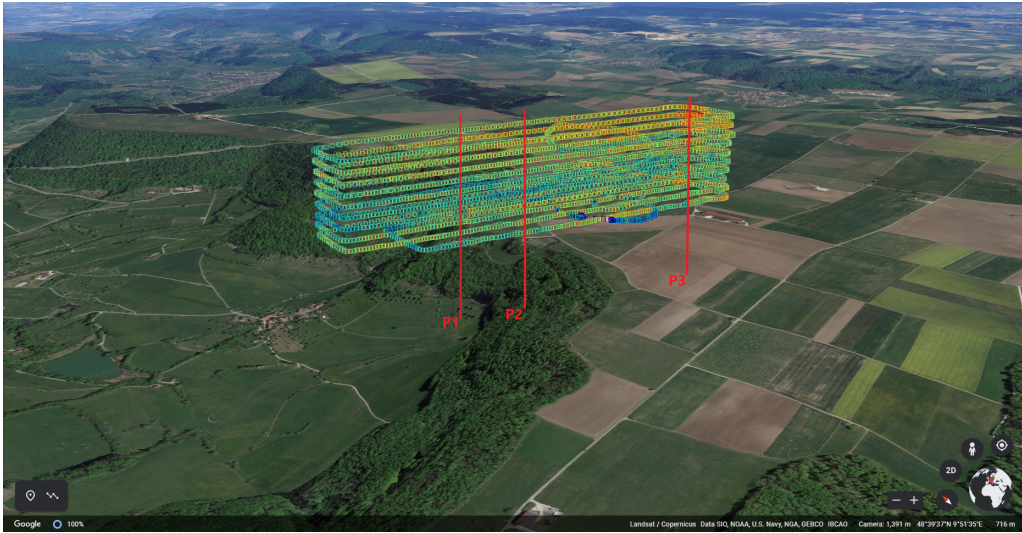 P3
P1
P2
2D
Google 100% Landsat / Copernicus Data SIO, NOAA, U.S. Navy, NGA, GEBCO IBCAO Camera: 1,391 m 48°39'37"N 9°51'35"E 716 m